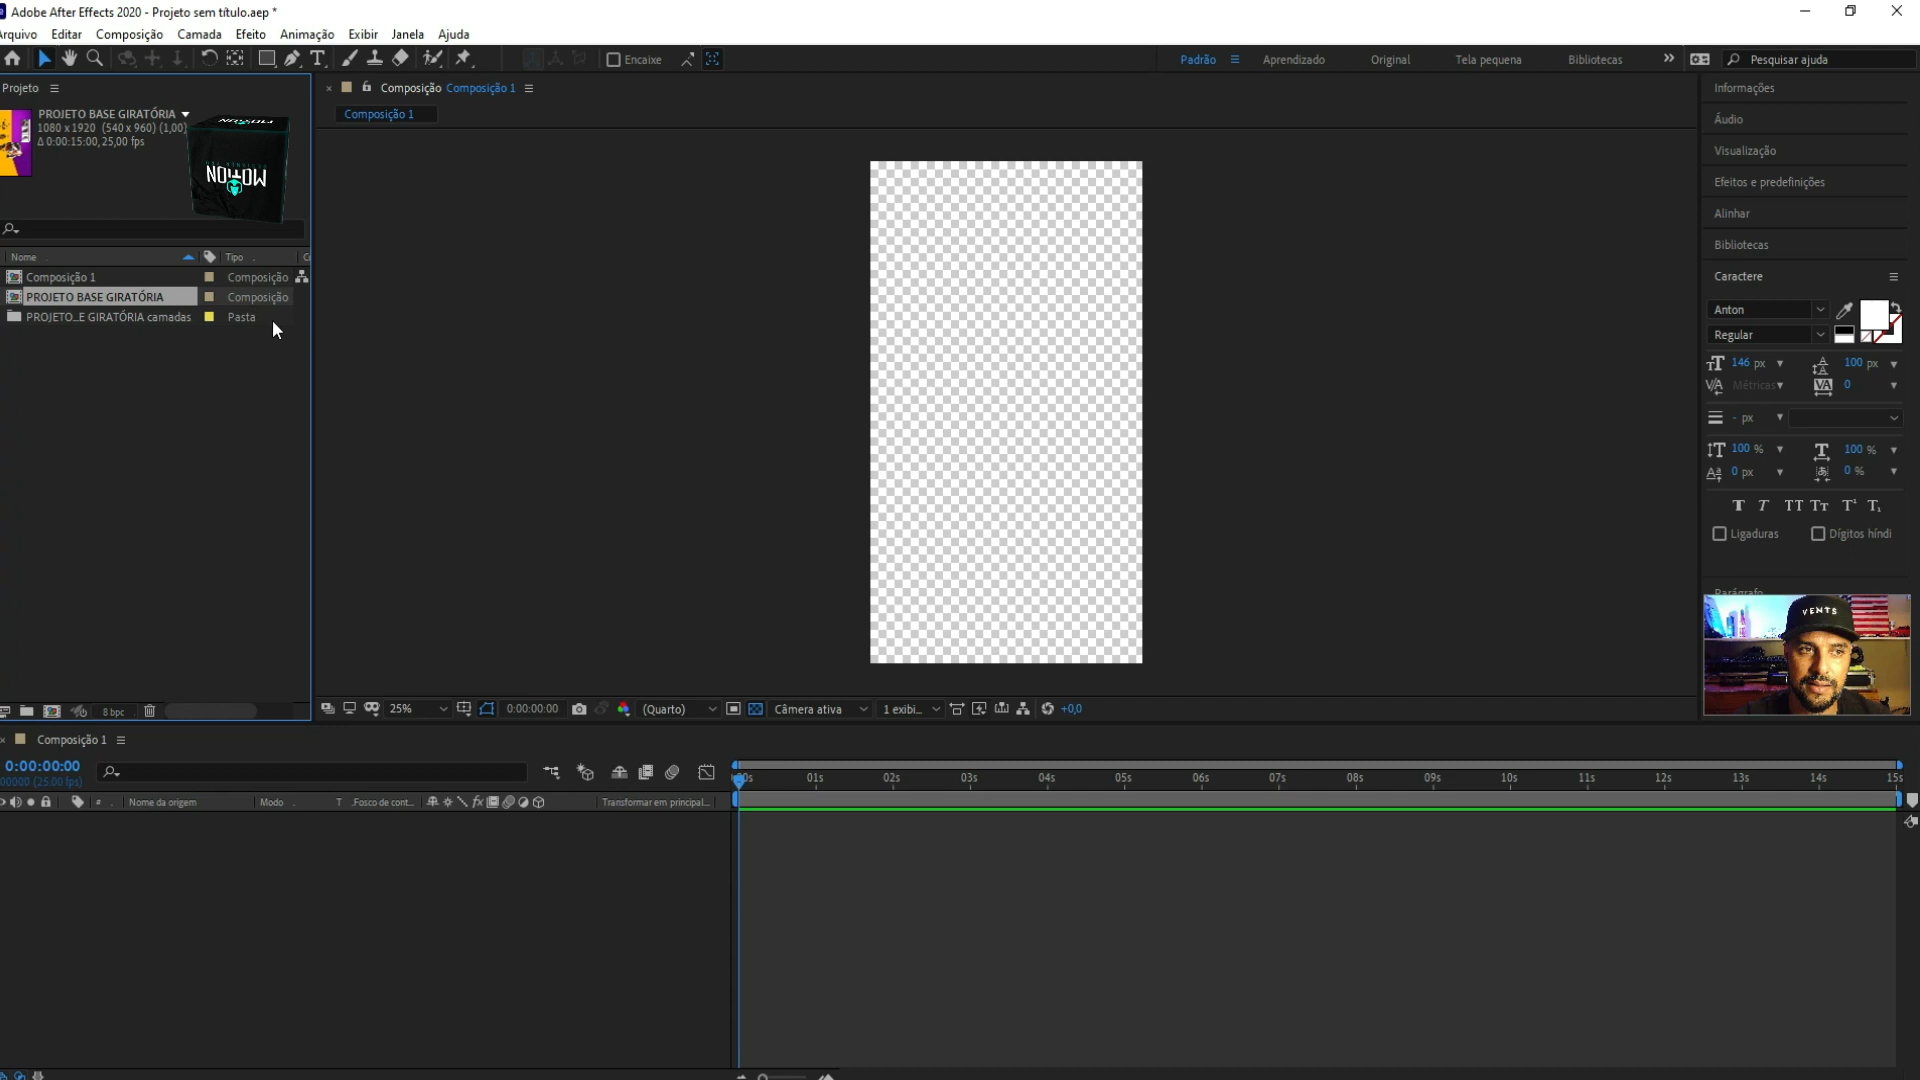 Adobe After Effects 2020 - Projeto sem título.aep *
Arquivo Editar Composição Camada Efeito Animação Exibir Janela Ajuda
Encaixe
Padrão Aprendizado Original Tela pequena Bibliotecas
Pesquisar ajuda
Projeto
PROJETO BASE GIRATÓRIA
1080 x 1920 (540 x 960) (1,00)
Δ 0:00:15:00, 25,00 fps
MOTION
Nome Tipo
Composição 1 Composição
PROJETO BASE GIRATÓRIA Composição
PROJETO...E GIRATÓRIA camadas Pasta
8 bpc
Composição Composição 1
Composição 1
25% 0:00:00:00 (Quarto) Câmera ativa 1 exibi... +0,0
Informações
Áudio
Visualização
Efeitos e predefinições
Alinhar
Bibliotecas
Caractere
Anton
Regular
146 px 100 px
Métricas 0
- px
100 % 100 %
0 px 0 %
T T TT Tt T¹ T₁
Ligaduras Dígitos híndi
Parágrafo
VENTS
Composição 1
0:00:00:00
00000 (25.00 fps)
# Nome da origem Modo T .Fosco de cont... Transformar em principal...
:00s 01s 02s 03s 04s 05s 06s 07s 08s 09s 10s 11s 12s 13s 14s 15s